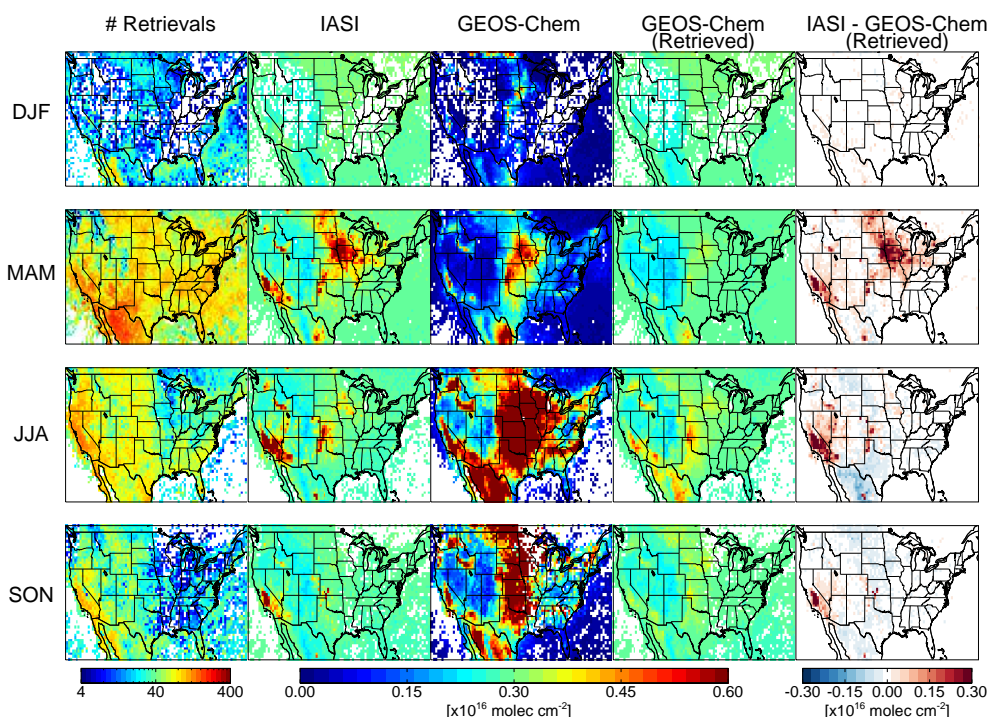 # Retrievals IASI GEOS-Chem GEOS-Chem IASI - GEOS-Chem
(Retrieved) (Retrieved)
DJF
MAM
JJA
SON
4 40 400 0.00 0.15 0.30 0.45 0.60 -0.30 -0.15 0.00 0.15 0.30
[x10¹⁶ molec cm⁻²] [x10¹⁶ molec cm⁻²]